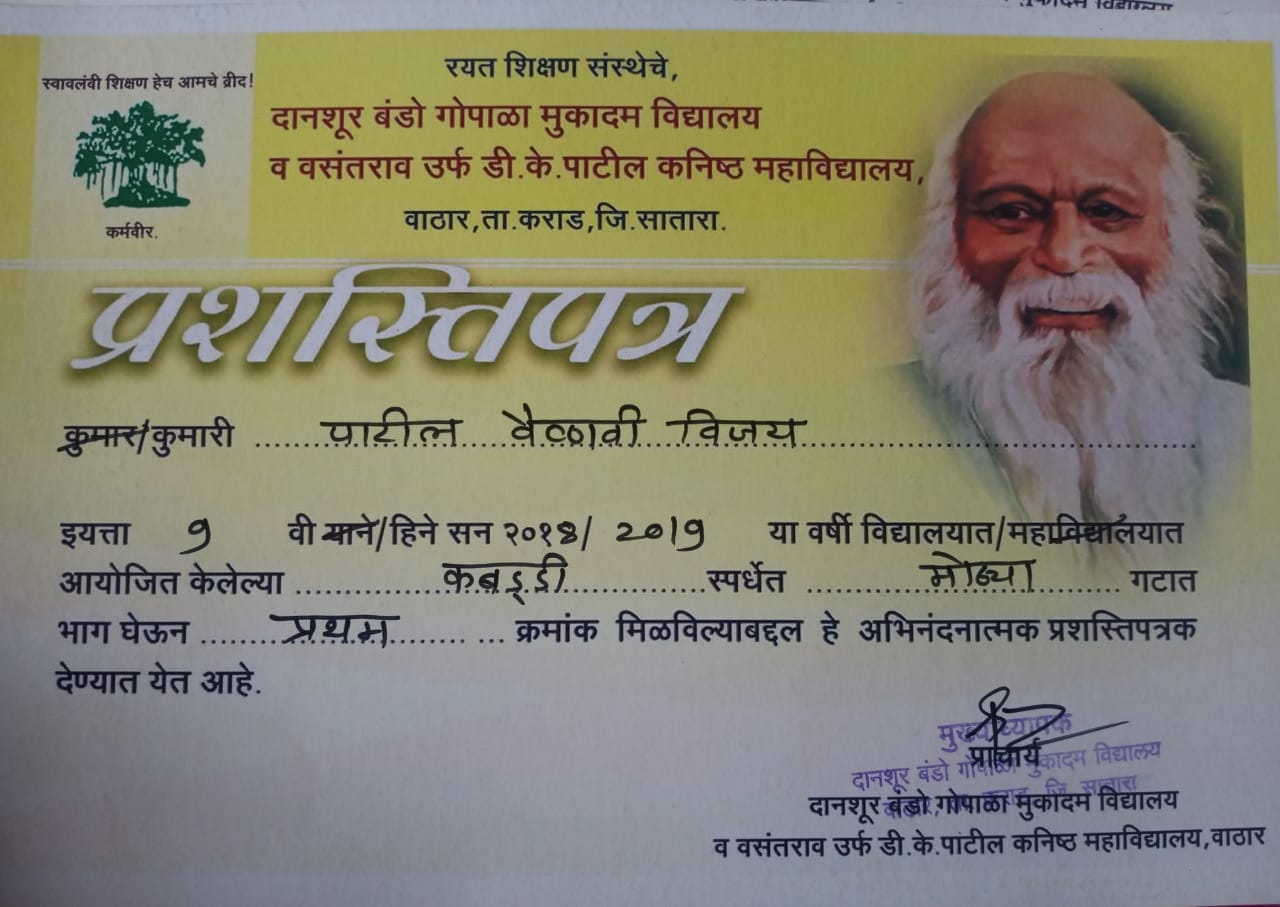 स्वावलंबी शिक्षण हेच आमचे ब्रीद!
कर्मवीर.
रयत शिक्षण संस्थेचे,
दानशूर बंडो गोपाळा मुकादम विद्यालय
व वसंतराव उर्फ डी.के.पाटील कनिष्ठ महाविद्यालय,
वाठार,ता.कराड,जि.सातारा.
प्रशस्तिपत्र
कुमार/कुमारी पाटील वैष्णवी विजय
इयत्ता 9 वी याने/हिने सन २०१8/ 2019 या वर्षी विद्यालयात/महाविद्यालयात
आयोजित केलेल्या कबड्डी स्पर्धेत मोठ्या गटात
भाग घेऊन प्रथम क्रमांक मिळविल्याबद्दल हे अभिनंदनात्मक प्रशस्तिपत्रक
देण्यात येत आहे.
मुख्याध्यापक
प्राचार्य
दानशूर बंडो गोपाळा मुकादम विद्यालय
कराड, जि. सातारा
दानशूर बंडो गोपाळा मुकादम विद्यालय
व वसंतराव उर्फ डी.के.पाटील कनिष्ठ महाविद्यालय,वाठार